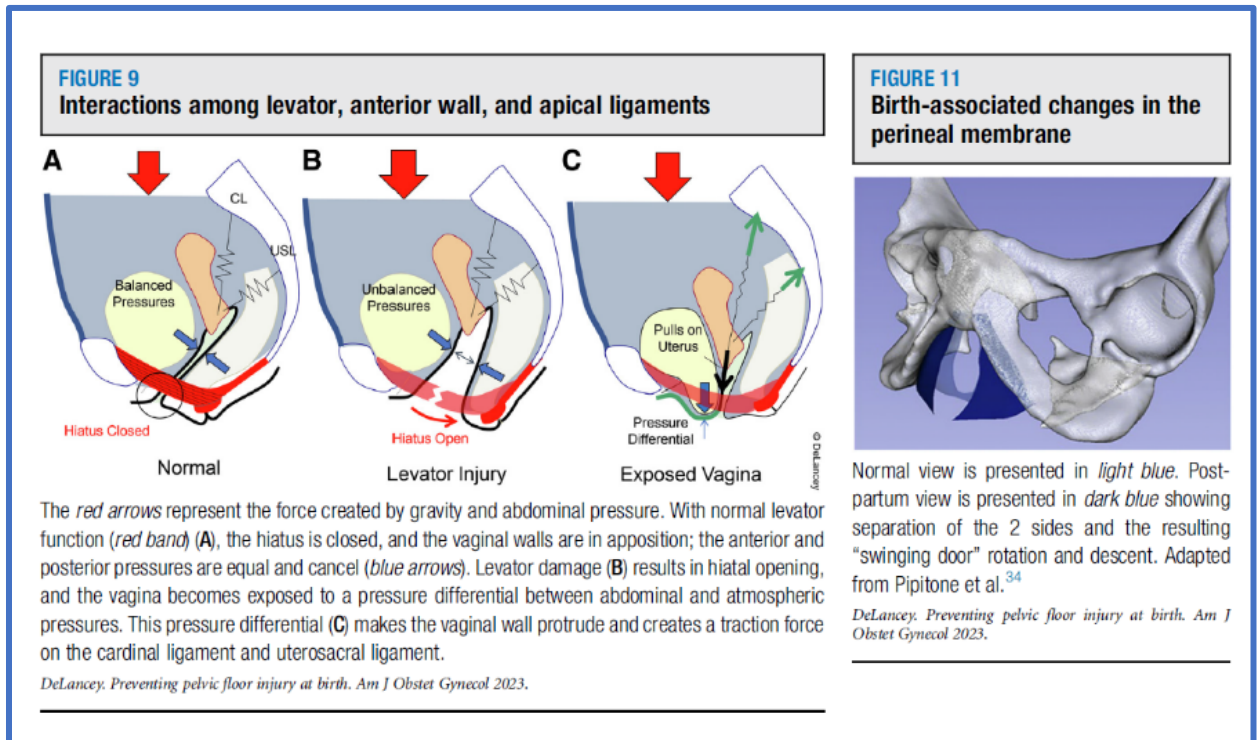 FIGURE 9
Interactions among levator, anterior wall, and apical ligaments
A
B
C
CL
USL
Balanced
Pressures
Hiatus Closed
Normal
Unbalanced
Pressures
Hiatus Open
Levator Injury
Pulls on
Uterus
Pressure
Differential
Exposed Vagina
© DeLancey
The red arrows represent the force created by gravity and abdominal pressure. With normal levator
function (red band) (A), the hiatus is closed, and the vaginal walls are in apposition; the anterior and
posterior pressures are equal and cancel (blue arrows). Levator damage (B) results in hiatal opening,
and the vagina becomes exposed to a pressure differential between abdominal and atmospheric
pressures. This pressure differential (C) makes the vaginal wall protrude and creates a traction force
on the cardinal ligament and uterosacral ligament.
DeLancey. Preventing pelvic floor injury at birth. Am J Obstet Gynecol 2023.
FIGURE 11
Birth-associated changes in the
perineal membrane
Normal view is presented in light blue. Post-
partum view is presented in dark blue showing
separation of the 2 sides and the resulting
“swinging door” rotation and descent. Adapted
from Pipitone et al.34
DeLancey. Preventing pelvic floor injury at birth. Am J
Obstet Gynecol 2023.